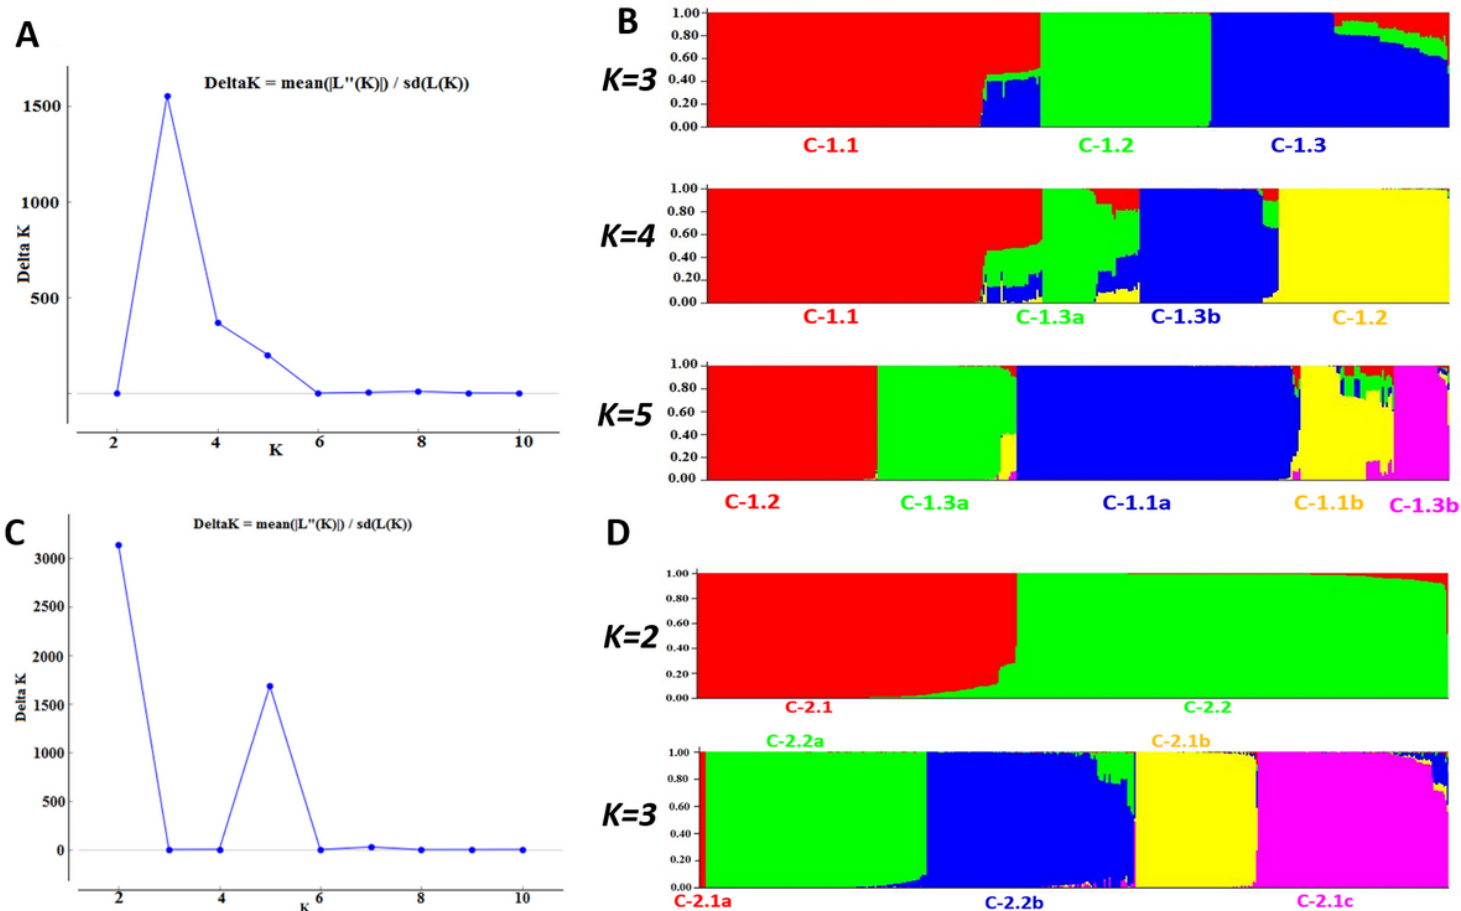 A
DeltaK = mean(|L"(K)|) / sd(L(K))
1500
1000
500
Delta K
2 4 6 8 10
K
B
K=3
1.00
0.80
0.60
0.40
0.20
0.00
C-1.1 C-1.2 C-1.3
K=4
1.00
0.80
0.60
0.40
0.20
0.00
C-1.1 C-1.3a C-1.3b C-1.2
K=5
1.00
0.80
0.60
0.40
0.20
0.00
C-1.2 C-1.3a C-1.1a C-1.1b C-1.3b
C
DeltaK = mean(|L"(K)|) / sd(L(K))
3000
2500
2000
1500
1000
500
0
Delta K
2 4 6 8 10
K
D
K=2
1.00
0.80
0.60
0.40
0.20
0.00
C-2.1 C-2.2
C-2.2a C-2.1b
K=3
1.00
0.80
0.60
0.40
0.20
0.00
C-2.1a C-2.2b C-2.1c